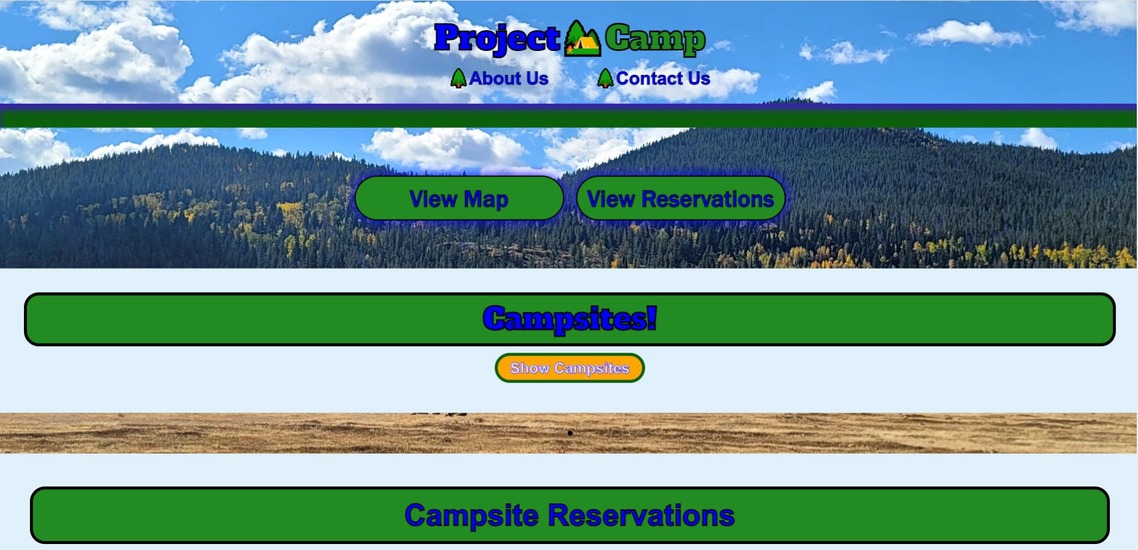 Project Camp
About Us Contact Us
View Map View Reservations
Campsites!
Show Campsites
Campsite Reservations